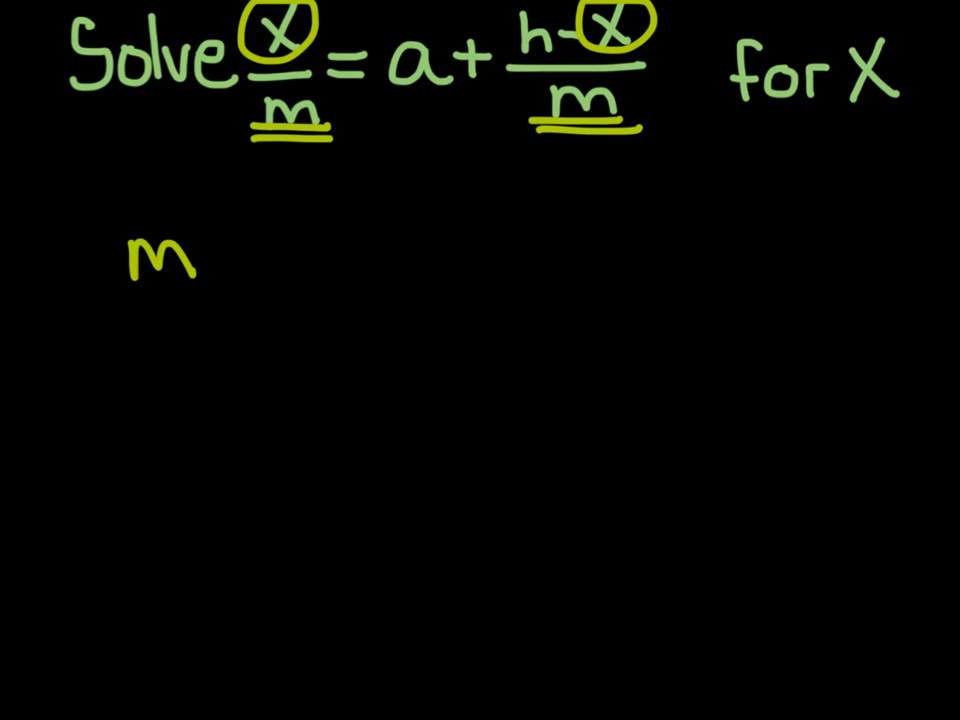 Solve x/m = a + (h-x)/m for x
m